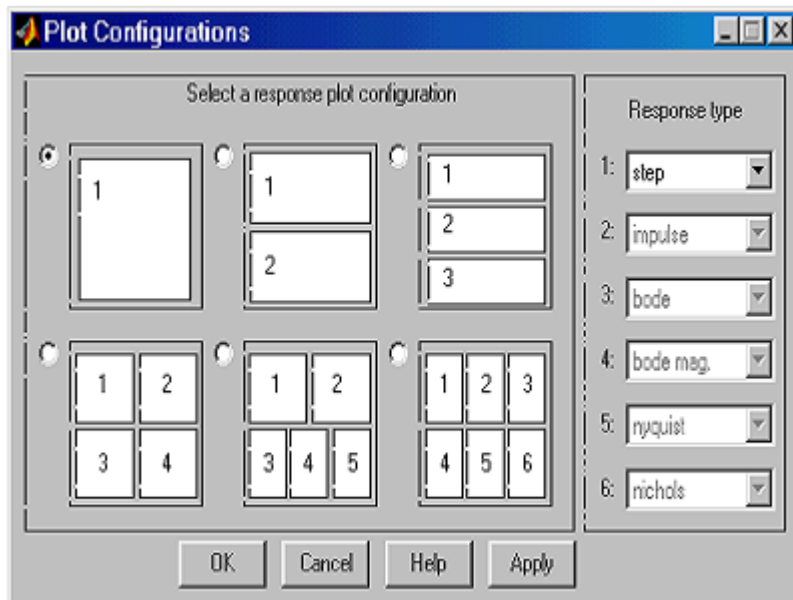 Plot Configurations
Select a response plot configuration
1
1
2
1
2
3
1 2
3 4
1 2
3 4 5
1 2 3
4 5 6
Response type
1: step
2: impulse
3: bode
4: bode mag.
5: nyquist
6: nichols
OK Cancel Help Apply